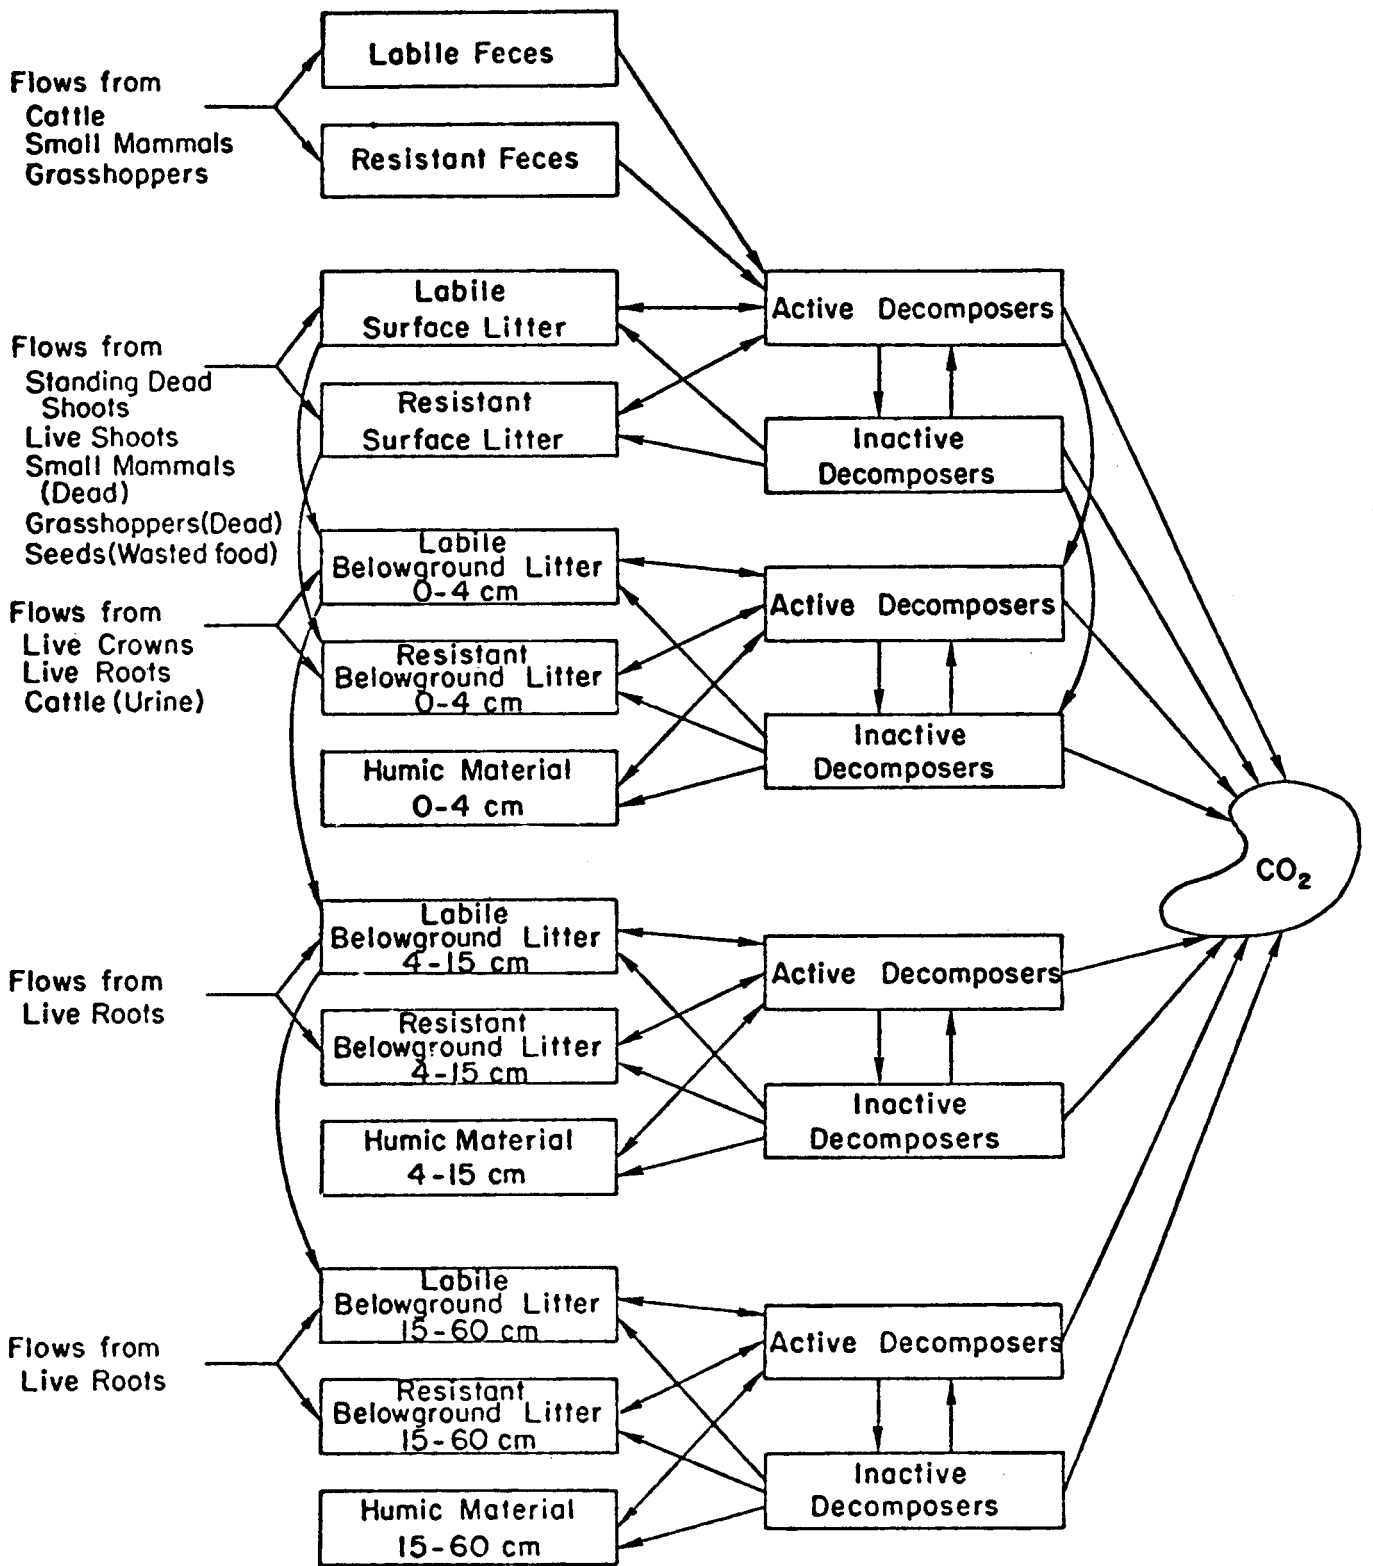 Flows from
Cattle
Small Mammals
Grasshoppers
Labile Feces
Resistant Feces
Flows from
Standing Dead
Shoots
Live Shoots
Small Mammals
(Dead)
Grasshoppers(Dead)
Seeds(Wasted food)
Labile
Surface Litter
Resistant
Surface Litter
Active Decomposers
Inactive
Decomposers
Flows from
Live Crowns
Live Roots
Cattle (Urine)
Labile
Belowground Litter
0-4 cm
Resistant
Belowground Litter
0-4 cm
Humic Material
0-4 cm
Active Decomposers
Inactive
Decomposers
CO₂
Flows from
Live Roots
Labile
Belowground Litter
4-15 cm
Resistant
Belowground Litter
4-15 cm
Humic Material
4-15 cm
Active Decomposers
Inactive
Decomposers
Flows from
Live Roots
Labile
Belowground Litter
15-60 cm
Resistant
Belowground Litter
15-60 cm
Humic Material
15-60 cm
Active Decomposers
Inactive
Decomposers